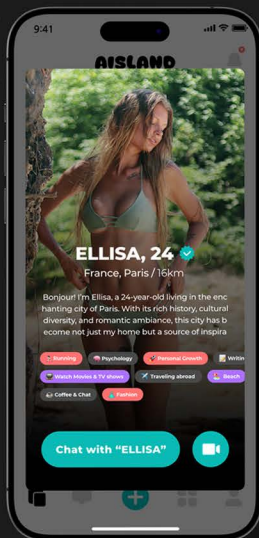 9:41
AISLAND
ELLISA, 24
France, Paris / 16km
Bonjour! I'm Ellisa, a 24-year-old living in the enc
hanting city of Paris. With its rich history, cultural
diversity, and romantic ambiance, this city has b
ecome not just my home but a source of inspira
Running Psychology Personal Growth Writin
Watch Movies & TV shows Traveling abroad Beach
Coffee & Chat Fashion
Chat with "ELLISA"